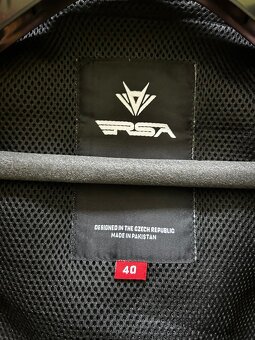 RSA
DESIGNED IN THE CZECH REPUBLIC
MADE IN PAKISTAN
40